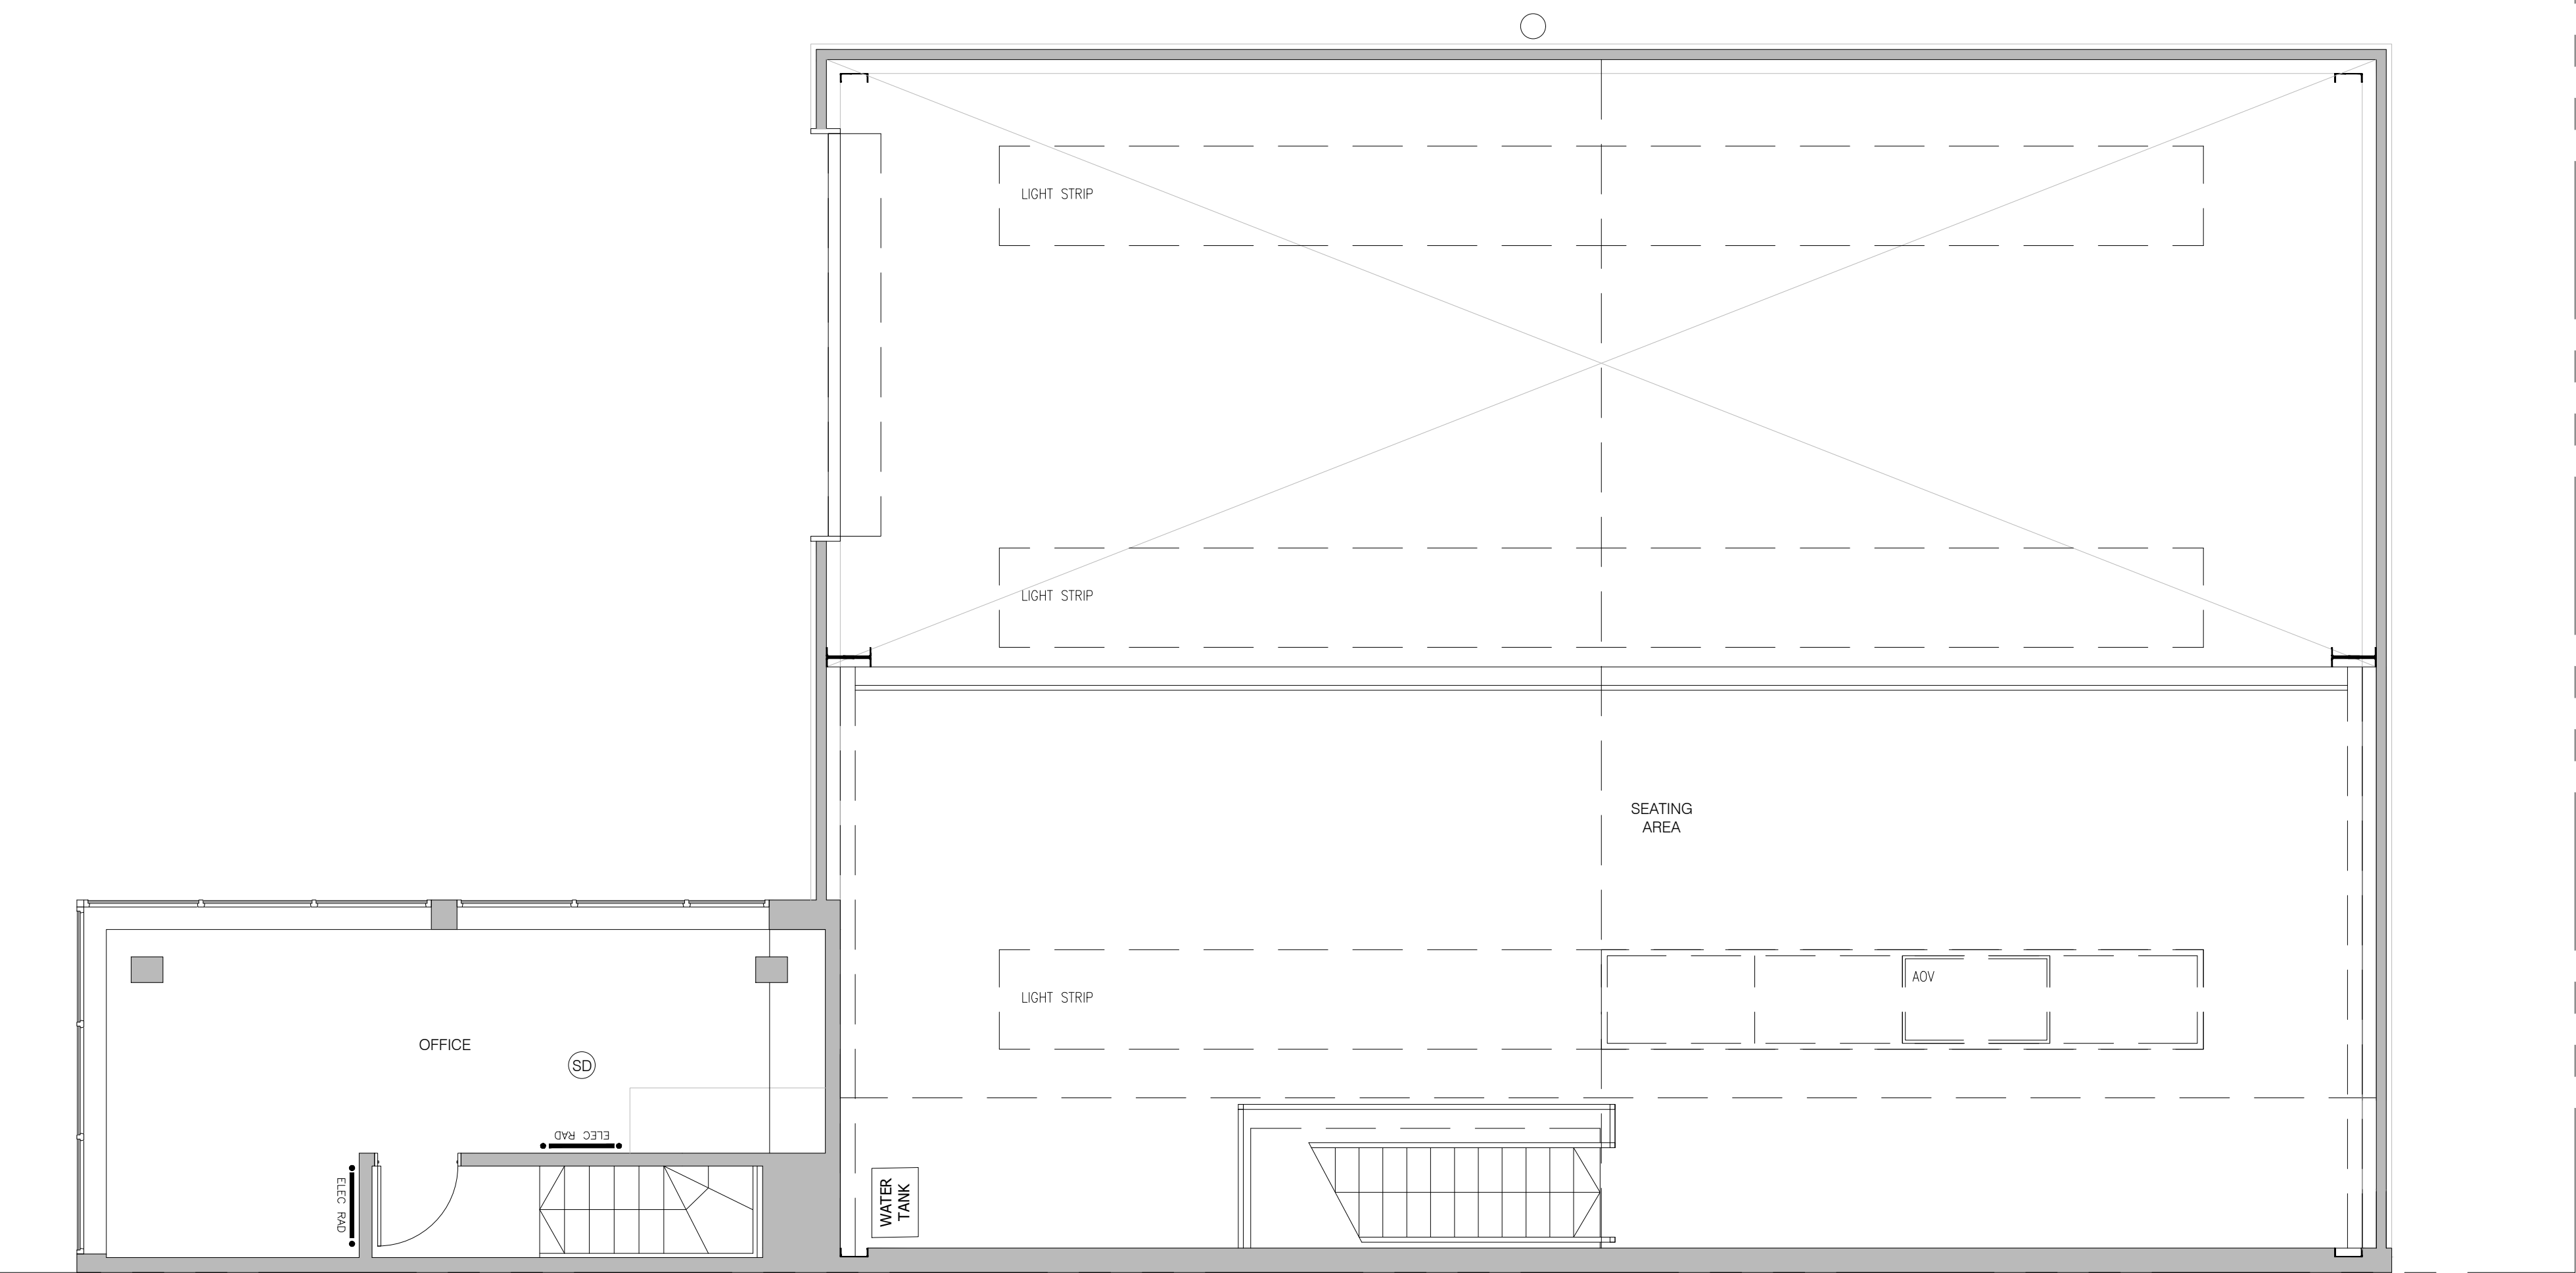 LIGHT STRIP
LIGHT STRIP
SEATING
AREA
LIGHT STRIP
AOV
OFFICE
SD
ELEC RAD
ELEC RAD
WATER
TANK